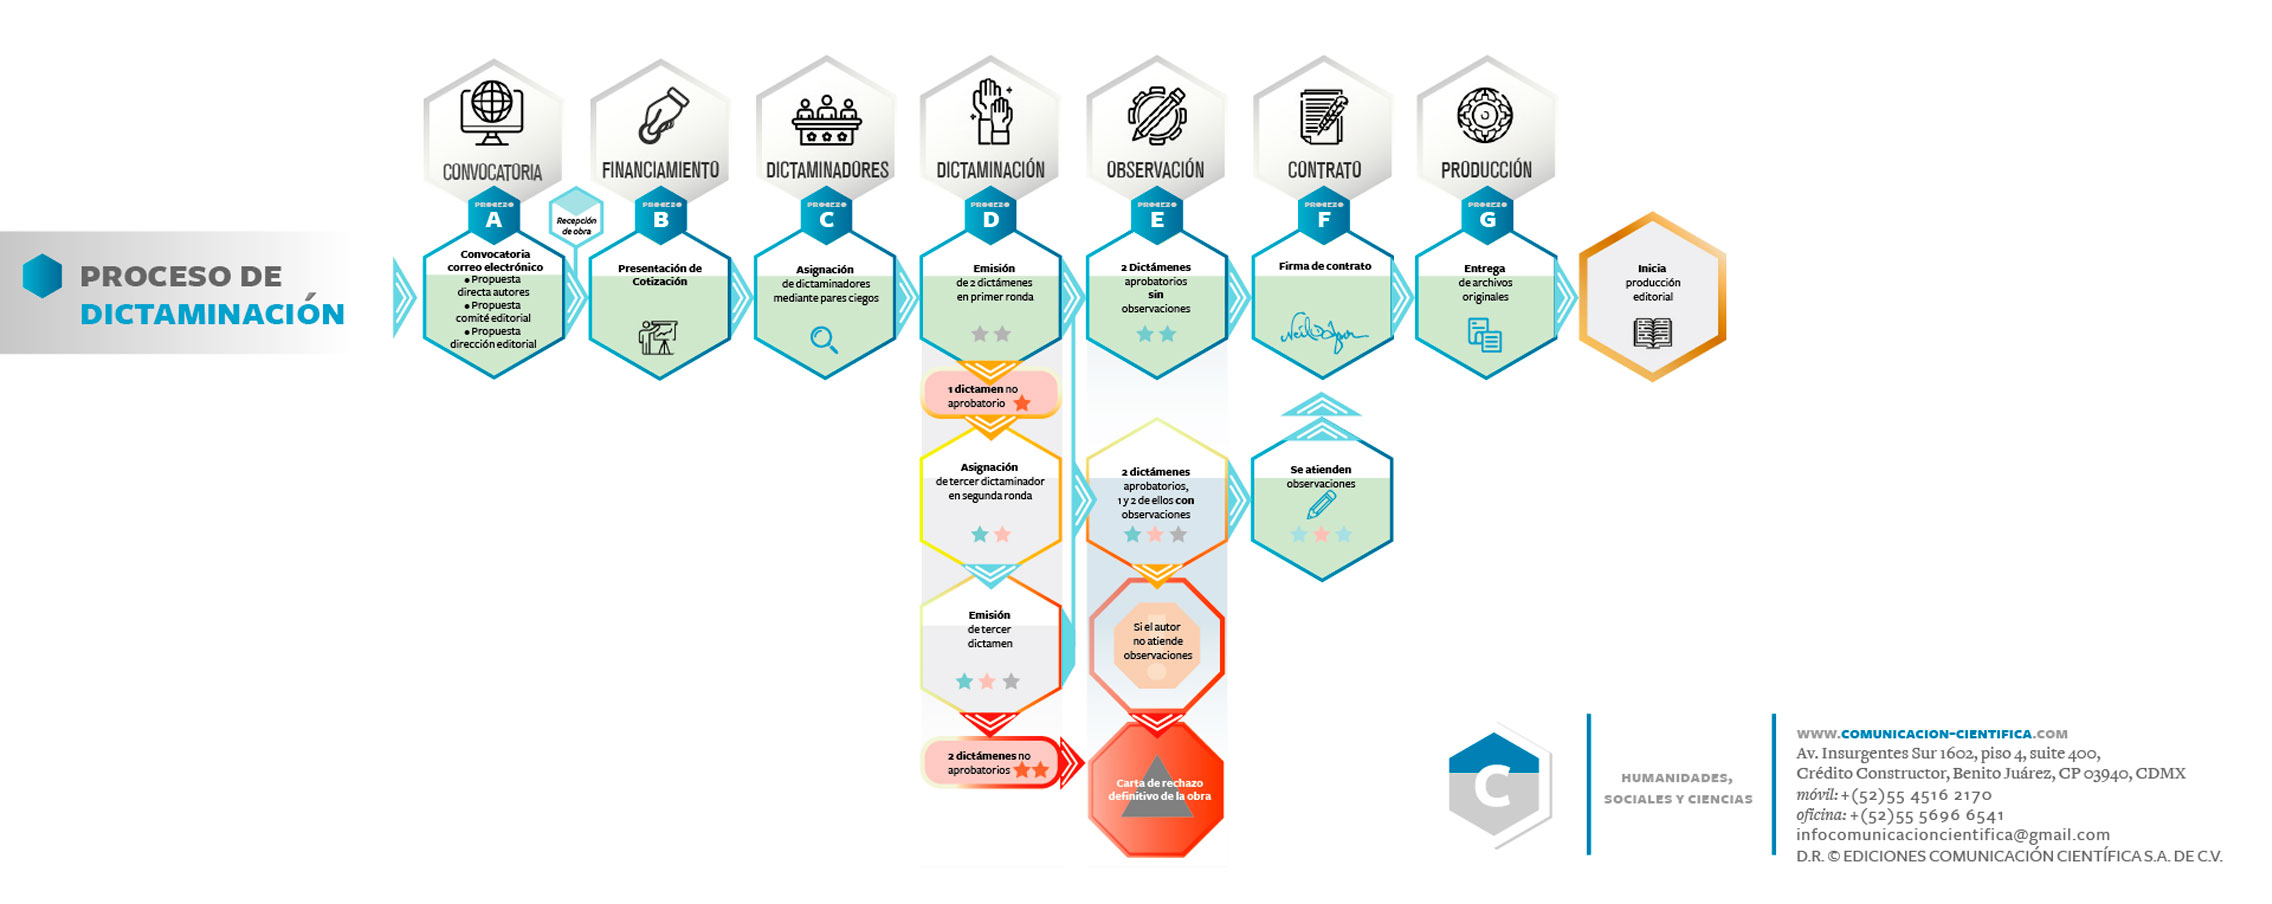 PROCESO DE
DICTAMINACIÓN
CONVOCATORIA
PROCEZO
A
Convocatoria
correo electrónico
• Propuesta
directa autores
• Propuesta
comité editorial
• Propuesta
dirección editorial
Recepción
de obra
FINANCIAMIENTO
PROCEZO
B
Presentación de
Cotización
DICTAMINADORES
PROCEZO
C
Asignación
de dictaminadores
mediante pares ciegos
DICTAMINACIÓN
PROCEZO
D
Emisión
de 2 dictámenes
en primer ronda
1 dictamen no
aprobatorio
Asignación
de tercer dictaminador
en segunda ronda
Emisión
de tercer
dictamen
2 dictámenes no
aprobatorios
OBSERVACIÓN
PROCEZO
E
2 Dictámenes
aprobatorios
sin
observaciones
2 dictámenes
aprobatorios,
1 y 2 de ellos con
observaciones
Si el autor
no atiende
observaciones
Carta de rechazo
definitivo de la obra
CONTRATO
PROCEZO
F
Firma de contrato
Se atienden
observaciones
PRODUCCIÓN
PROCEZO
G
Entrega
de archivos
originales
Inicia
producción
editorial
C
HUMANIDADES,
SOCIALES Y CIENCIAS
WWW.COMUNICACION-CIENTIFICA.COM
Av. Insurgentes Sur 1602, piso 4, suite 400,
Crédito Constructor, Benito Juárez, CP 03940, CDMX
móvil: +(52)55 4516 2170
oficina: +(52)55 5696 6541
infocomunicacioncientifica@gmail.com
D.R. © EDICIONES COMUNICACIÓN CIENTÍFICA S.A. DE C.V.